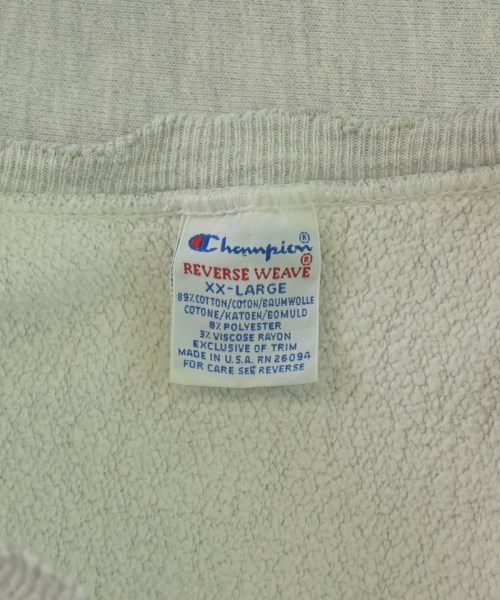 Champion®
REVERSE WEAVE®
XX-LARGE
89% COTTON/COTON/BAUMWOLLE
COTONE/KATOEN/BOMULD
8% POLYESTER
3% VISCOSE RAYON
EXCLUSIVE OF TRIM
MADE IN U.S.A. RN 26094
FOR CARE SEE REVERSE